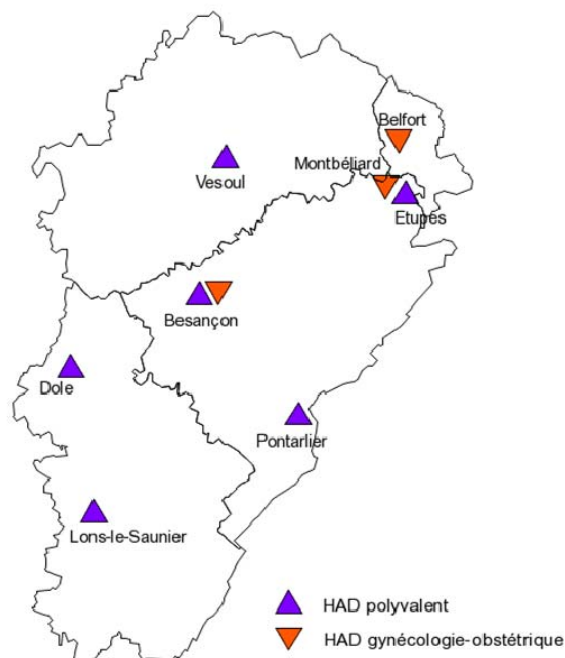 Belfort
Montbéliard
Vesoul
Etupes
Besançon
Dole
Pontarlier
Lons-le-Saunier
HAD polyvalent
HAD gynécologie-obstétrique